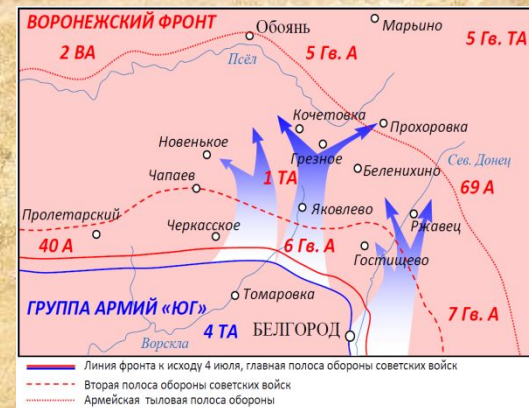 ВОРОНЕЖСКИЙ ФРОНТ
Обоянь
Марьино
2 ВА
5 Гв. А
5 Гв. ТА
Псёл
Кочетовка
Прохоровка
Новенькое
Грезное
Сев. Донец
Чапаев
1 ТА
Беленихино
69 А
Пролетарский
Яковлево
Ржавец
40 А
Черкасское
6 Гв. А
Гостищево
Томаровка
7 Гв. А
ГРУППА АРМИЙ «ЮГ»
4 ТА
БЕЛГОРОД
Ворскла
Линия фронта к исходу 4 июля, главная полоса обороны советских войск
Вторая полоса обороны советских войск
Армейская тыловая полоса обороны